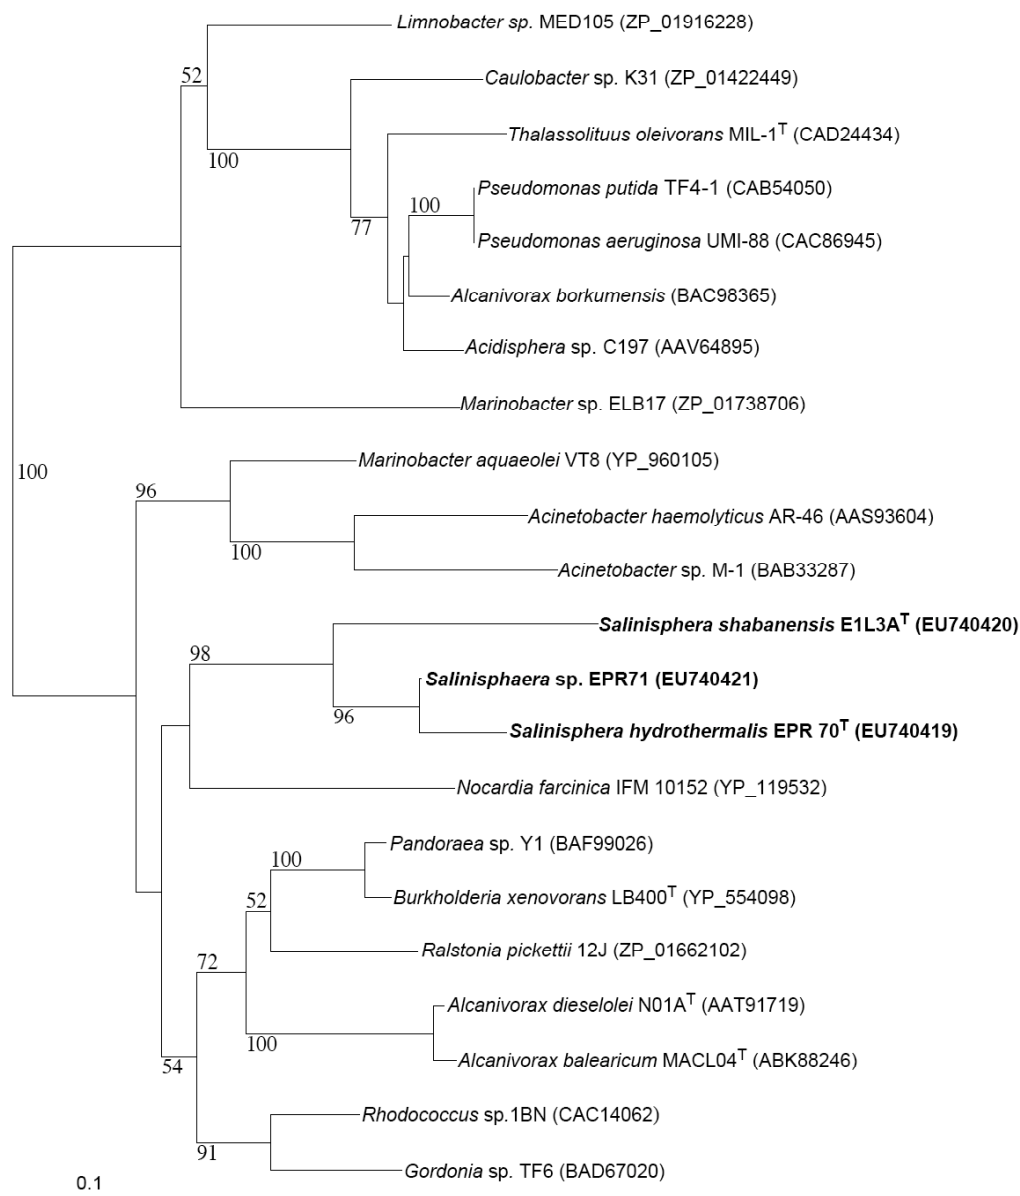 Limnobacter sp. MED105 (ZP_01916228)
52
Caulobacter sp. K31 (ZP_01422449)
Thalassolituus oleivorans MIL-1T (CAD24434)
100
Pseudomonas putida TF4-1 (CAB54050)
100
77
Pseudomonas aeruginosa UMI-88 (CAC86945)
Alcanivorax borkumensis (BAC98365)
Acidisphera sp. C197 (AAV64895)
Marinobacter sp. ELB17 (ZP_01738706)
100
Marinobacter aquaeolei VT8 (YP_960105)
96
Acinetobacter haemolyticus AR-46 (AAS93604)
100
Acinetobacter sp. M-1 (BAB33287)
Salinisphera shabanensis E1L3AT (EU740420)
98
Salinisphaera sp. EPR71 (EU740421)
96
Salinisphera hydrothermalis EPR 70T (EU740419)
Nocardia farcinica IFM 10152 (YP_119532)
Pandoraea sp. Y1 (BAF99026)
100
Burkholderia xenovorans LB400T (YP_554098)
52
Ralstonia pickettii 12J (ZP_01662102)
72
Alcanivorax dieselolei N01AT (AAT91719)
100
Alcanivorax balearicum MACL04T (ABK88246)
54
Rhodococcus sp.1BN (CAC14062)
91
Gordonia sp. TF6 (BAD67020)
0.1